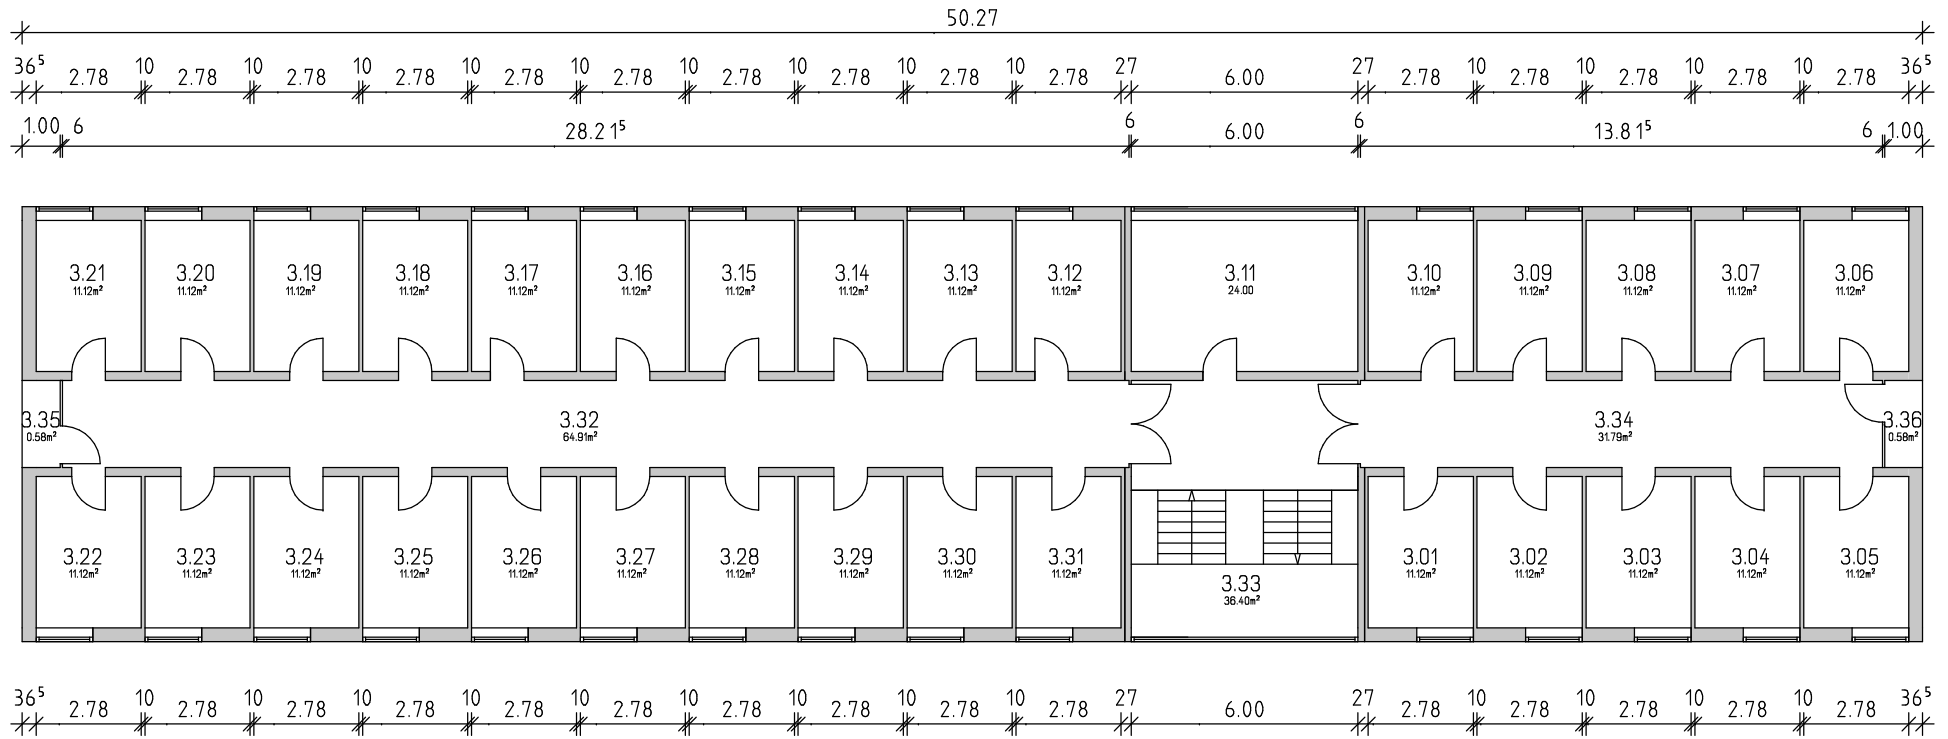 50.27
36⁵ 2.78 10 2.78 10 2.78 10 2.78 10 2.78 10 2.78 10 2.78 10 2.78 10 2.78 10 2.78 27 6.00 27 2.78 10 2.78 10 2.78 10 2.78 10 2.78 36⁵
1.00 6 28.21⁵ 6 6.00 6 13.81⁵ 6 1.00
3.21 3.20 3.19 3.18 3.17 3.16 3.15 3.14 3.13 3.12 3.11 3.10 3.09 3.08 3.07 3.06
11.12m² 11.12m² 11.12m² 11.12m² 11.12m² 11.12m² 11.12m² 11.12m² 11.12m² 11.12m² 24.00 11.12m² 11.12m² 11.12m² 11.12m² 11.12m²
3.35 3.32 3.34 3.36
0.58m² 64.91m² 31.79m² 0.58m²
3.22 3.23 3.24 3.25 3.26 3.27 3.28 3.29 3.30 3.31 3.01 3.02 3.03 3.04 3.05
11.12m² 11.12m² 11.12m² 11.12m² 11.12m² 11.12m² 11.12m² 11.12m² 11.12m² 11.12m² 11.12m² 11.12m² 11.12m² 11.12m² 11.12m²
3.33
36.40m²
36⁵ 2.78 10 2.78 10 2.78 10 2.78 10 2.78 10 2.78 10 2.78 10 2.78 10 2.78 10 2.78 27 6.00 27 2.78 10 2.78 10 2.78 10 2.78 10 2.78 36⁵